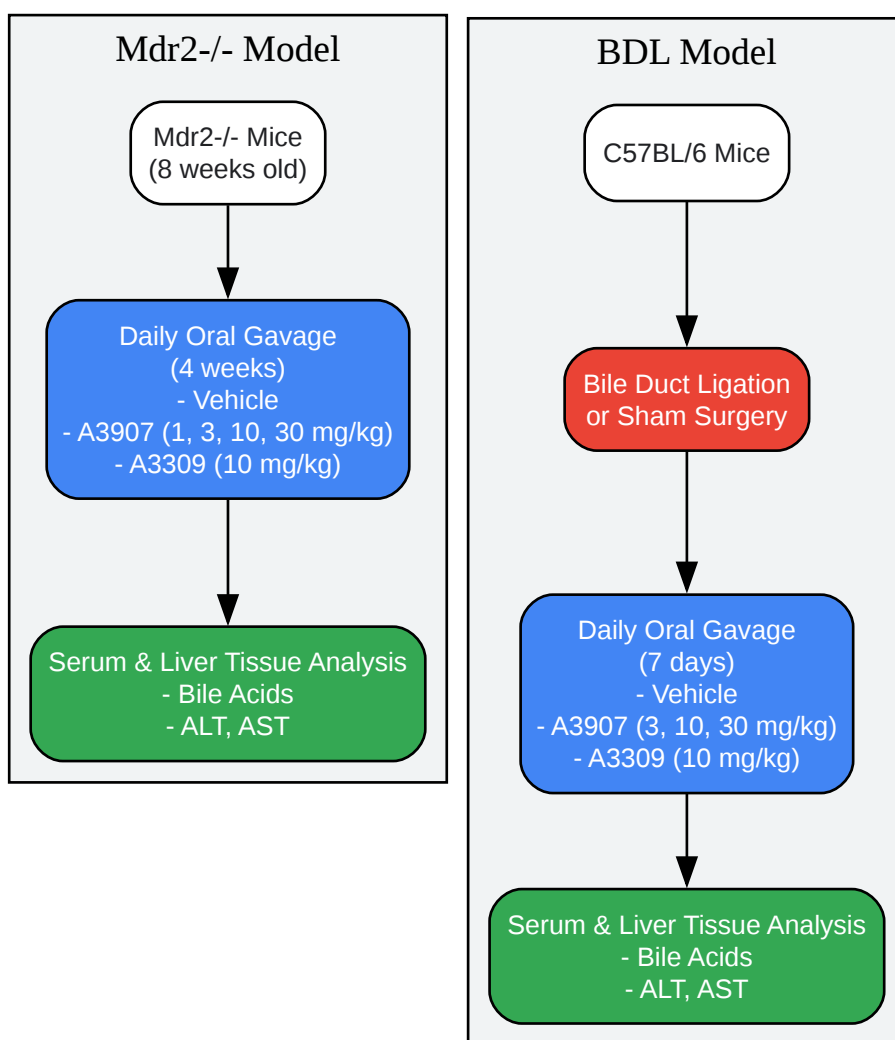 Mdr2-/- Model
Mdr2-/- Mice
(8 weeks old)
Daily Oral Gavage
(4 weeks)
- Vehicle
- A3907 (1, 3, 10, 30 mg/kg)
- A3309 (10 mg/kg)
Serum & Liver Tissue Analysis
- Bile Acids
- ALT, AST
BDL Model
C57BL/6 Mice
Bile Duct Ligation
or Sham Surgery
Daily Oral Gavage
(7 days)
- Vehicle
- A3907 (3, 10, 30 mg/kg)
- A3309 (10 mg/kg)
Serum & Liver Tissue Analysis
- Bile Acids
- ALT, AST